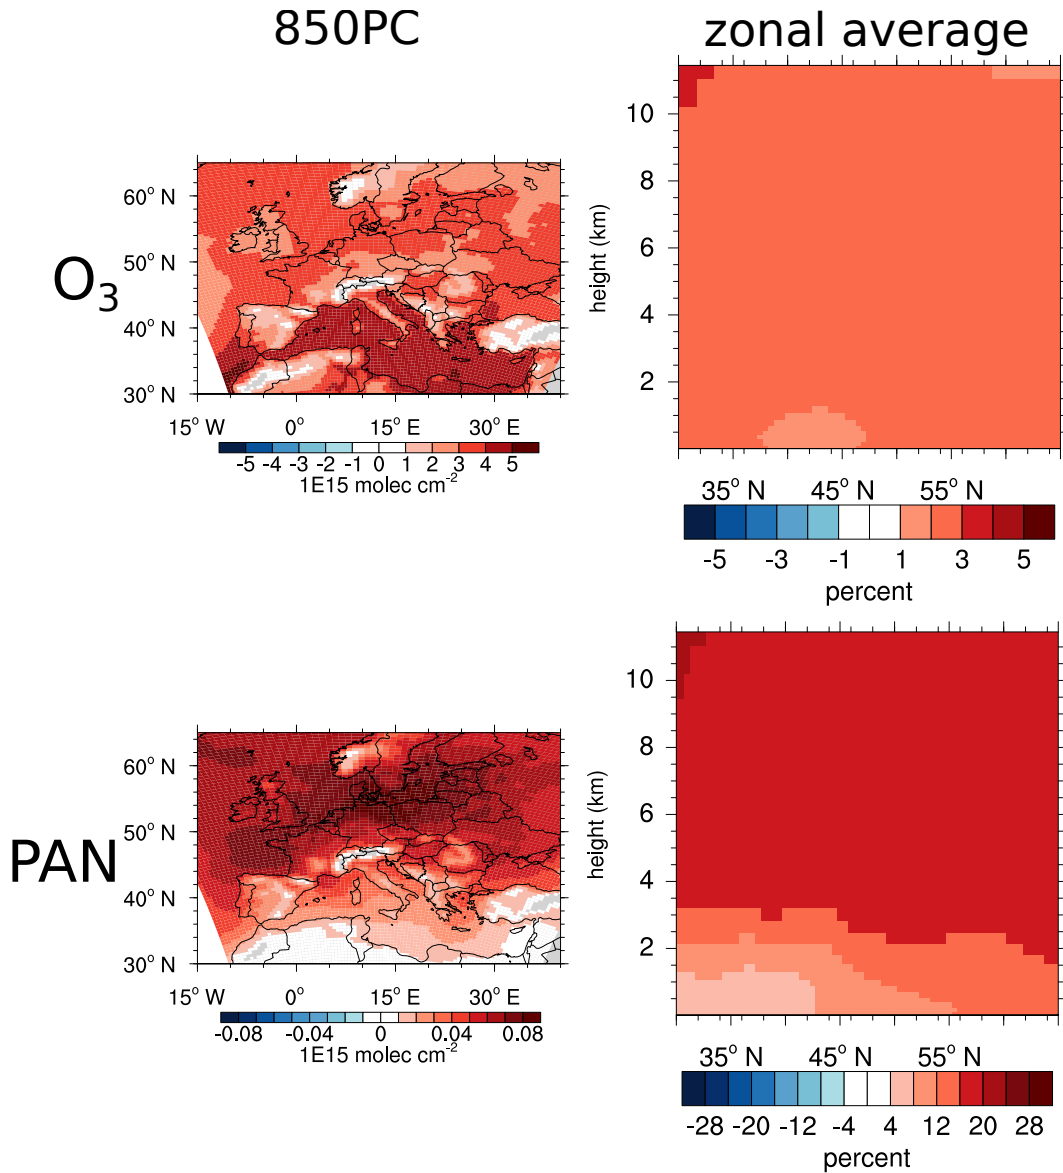 850PC
zonal average
O₃
60° N
50° N
40° N
30° N
15° W 0° 15° E 30° E
-5 -4 -3 -2 -1 0 1 2 3 4 5
1E15 molec cm⁻²
height (km)
10
8
6
4
2
35° N 45° N 55° N
-5 -3 -1 1 3 5
percent
PAN
60° N
50° N
40° N
30° N
15° W 0° 15° E 30° E
-0.08 -0.04 0 0.04 0.08
1E15 molec cm⁻²
height (km)
10
8
6
4
2
35° N 45° N 55° N
-28 -20 -12 -4 4 12 20 28
percent